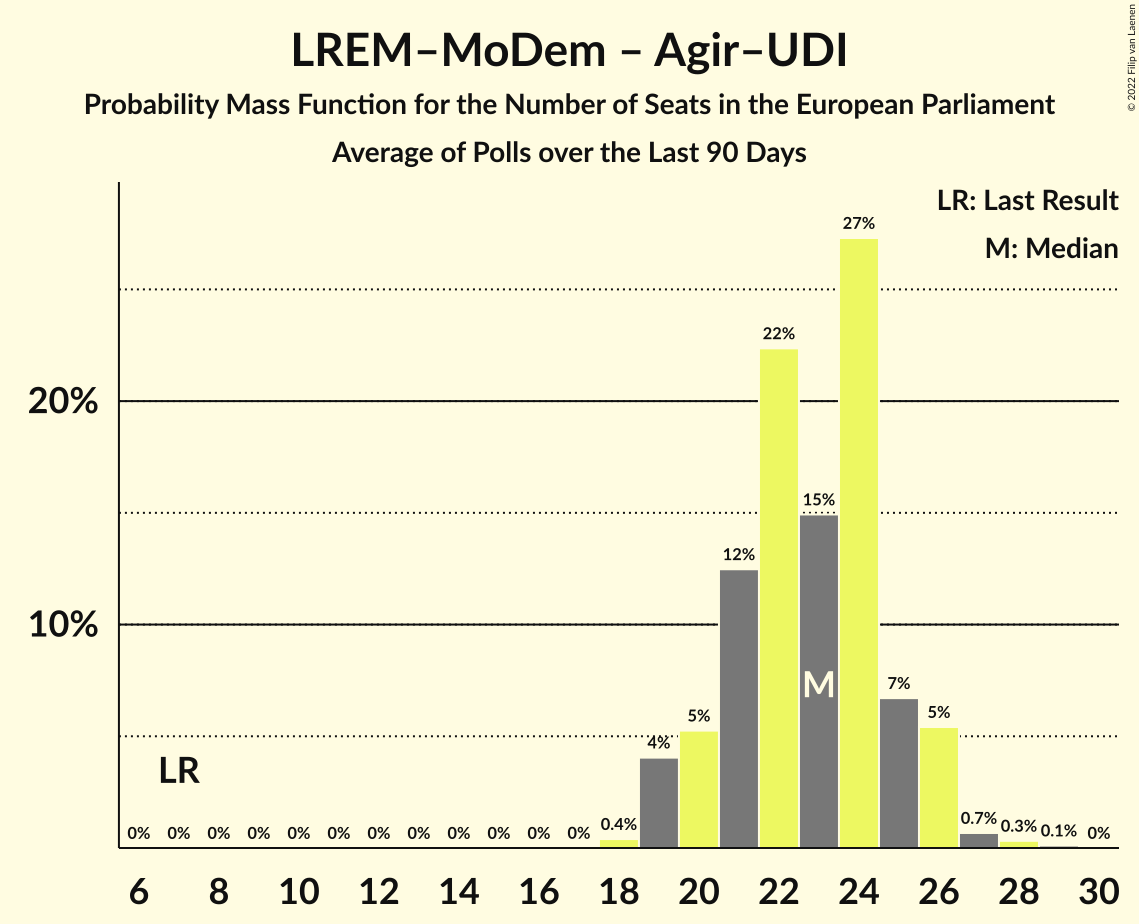 LREM–MoDem – Agir–UDI
Probability Mass Function for the Number of Seats in the European Parliament
Average of Polls over the Last 90 Days
© 2022 Filip van Laenen
LR: Last Result
M: Median
27%
22%
20%
15%
12%
10%
M
7%
5%
5%
4%
LR
0% 0% 0% 0% 0% 0% 0% 0% 0% 0% 0% 0% 0.4% 0.7% 0.3% 0.1% 0%
6 8 10 12 14 16 18 20 22 24 26 28 30